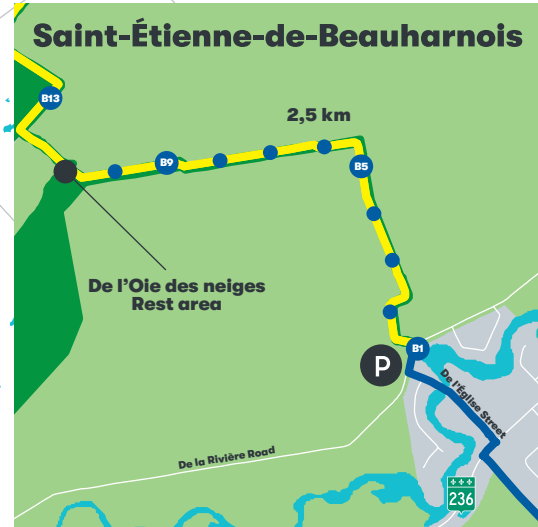 Saint-Étienne-de-Beauharnois
B13
2,5 km
B9
B5
De l'Oie des neiges
Rest area
B1
P
De l'Église Street
De la Rivière Road
236